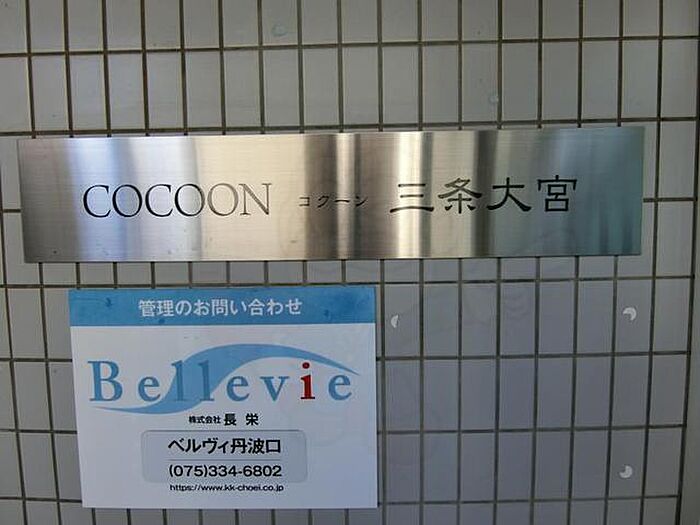 COCOON コクーン 三条大宮
管理のお問い合わせ
Bellevie
株式会社 長栄
ベルヴィ丹波口
(075)334-6802
https://www.kk-choei.co.jp